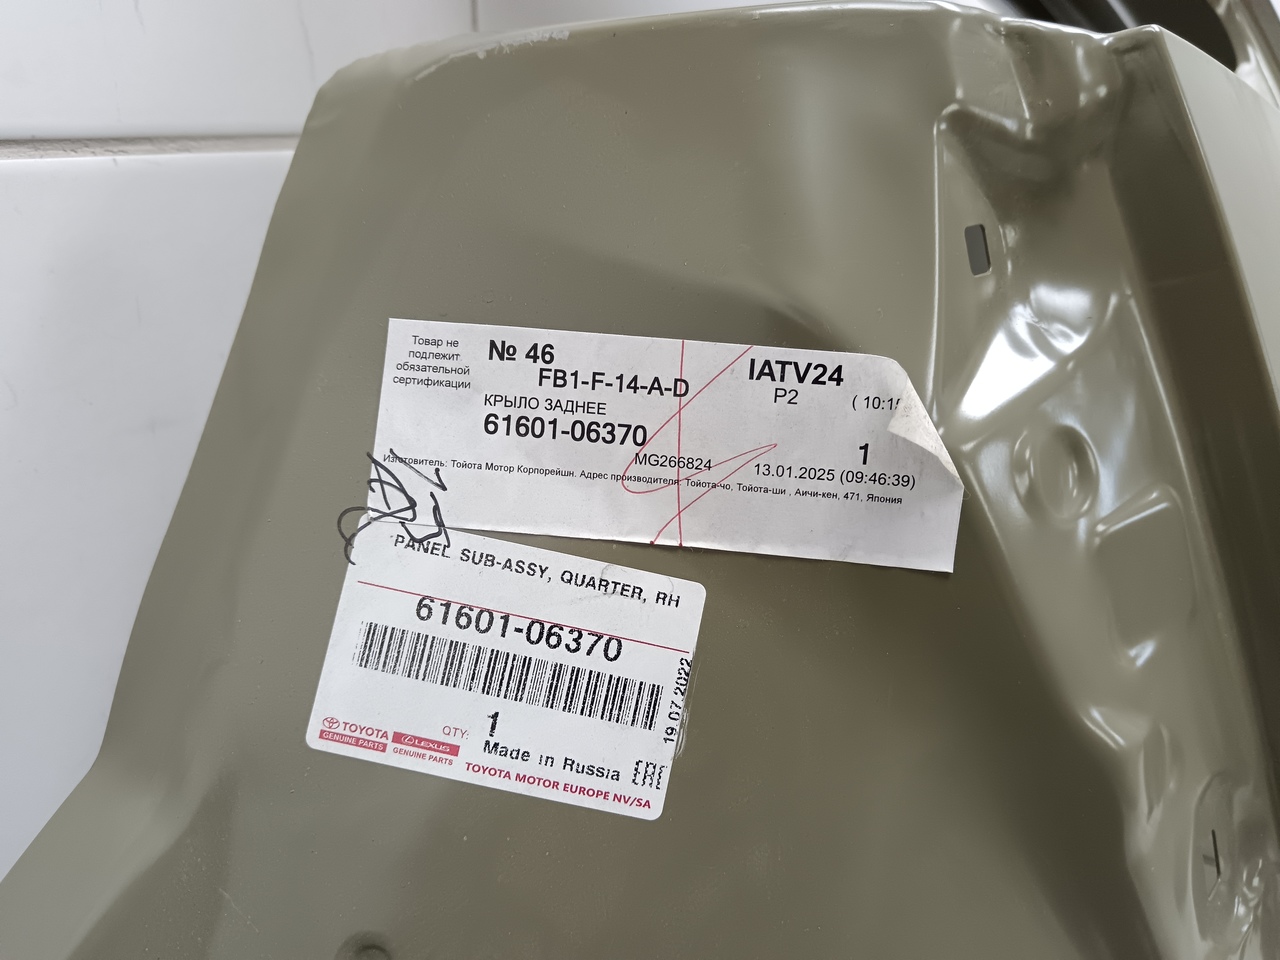 Товар не
подлежит
обязательной
сертификации
№ 46
FB1-F-14-A-D
КРЫЛО ЗАДНЕЕ
61601-06370
MG266824
IATV24
P2
( 10:1
1
13.01.2025 (09:46:39)
Изготовитель: Тойота Мотор Корпорейшн. Адрес производителя: Тойота-чо, Тойота-ши , Аичи-кен, 471, Япония
PANEL SUB-ASSY, QUARTER, RH
61601-06370
19.07.2022
QTY: 1
Made in Russia EAC
TOYOTA
GENUINE PARTS
LEXUS
GENUINE PARTS
TOYOTA MOTOR EUROPE NV/SA